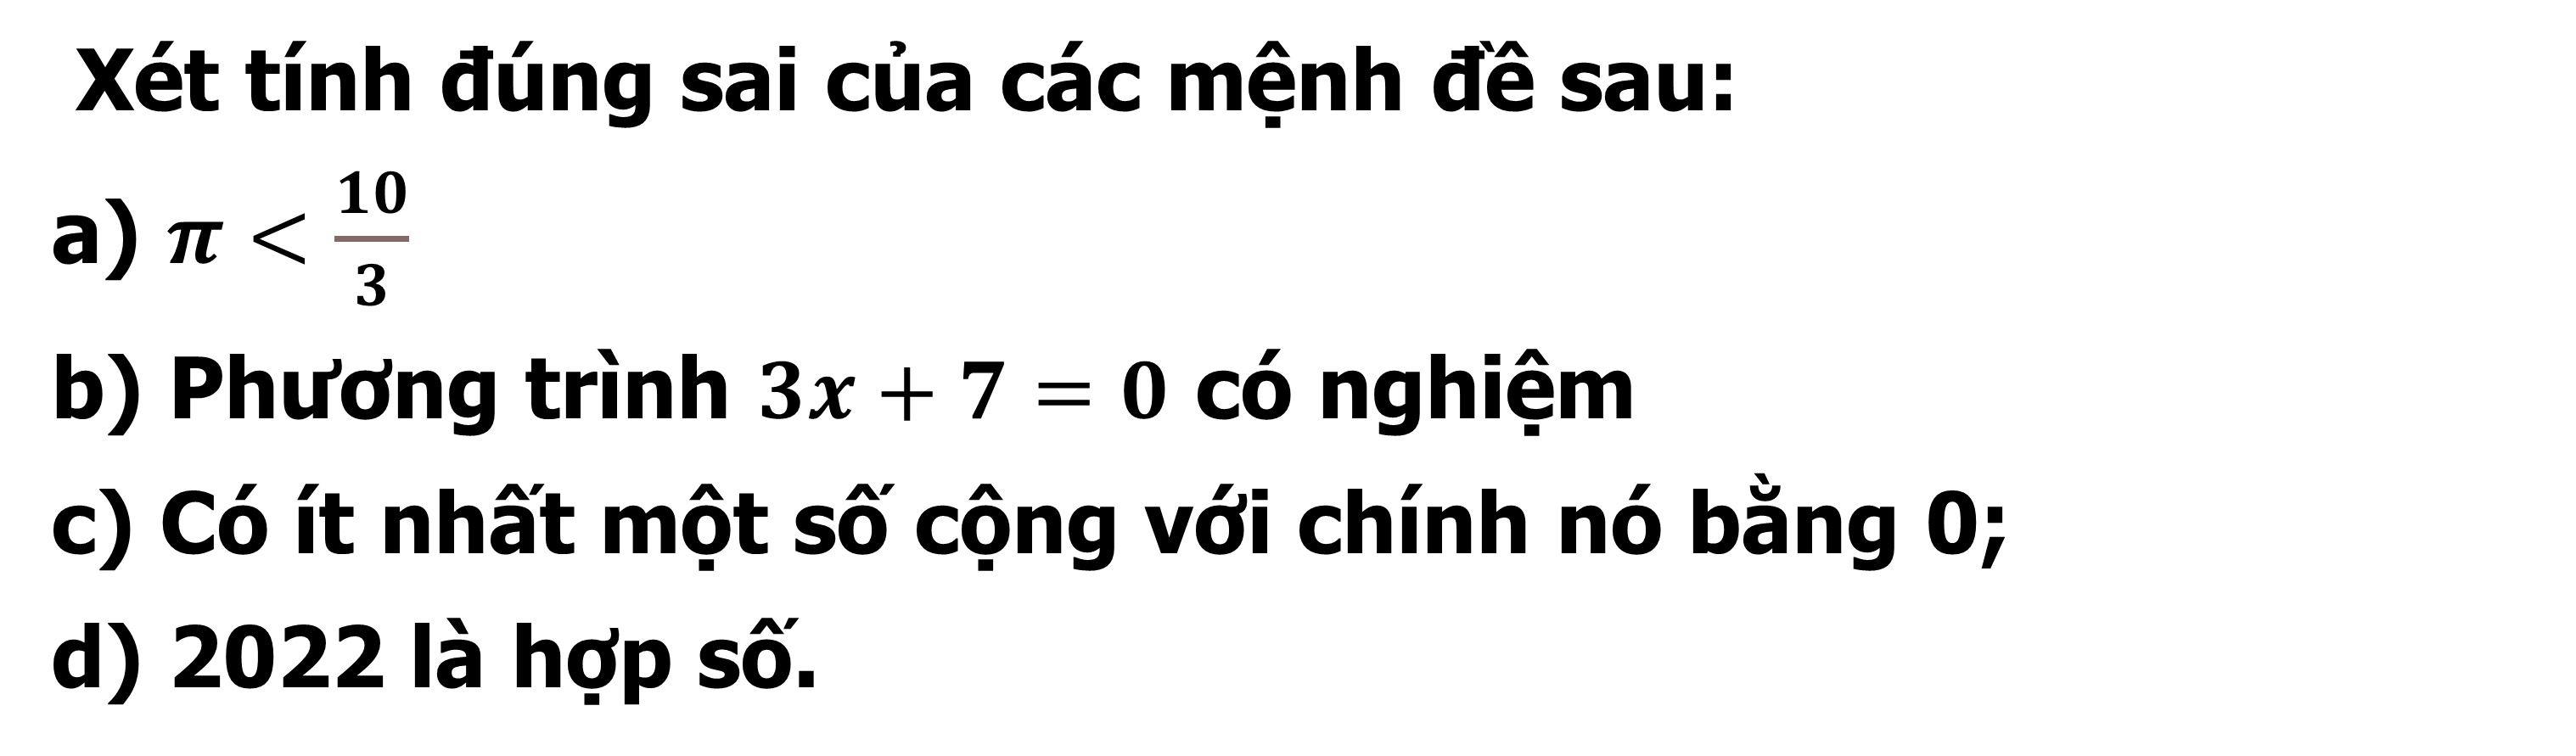 Xét tính đúng sai của các mệnh đề sau:
a) π < 10/3
b) Phương trình 3x + 7 = 0 có nghiệm
c) Có ít nhất một số cộng với chính nó bằng 0;
d) 2022 là hợp số.